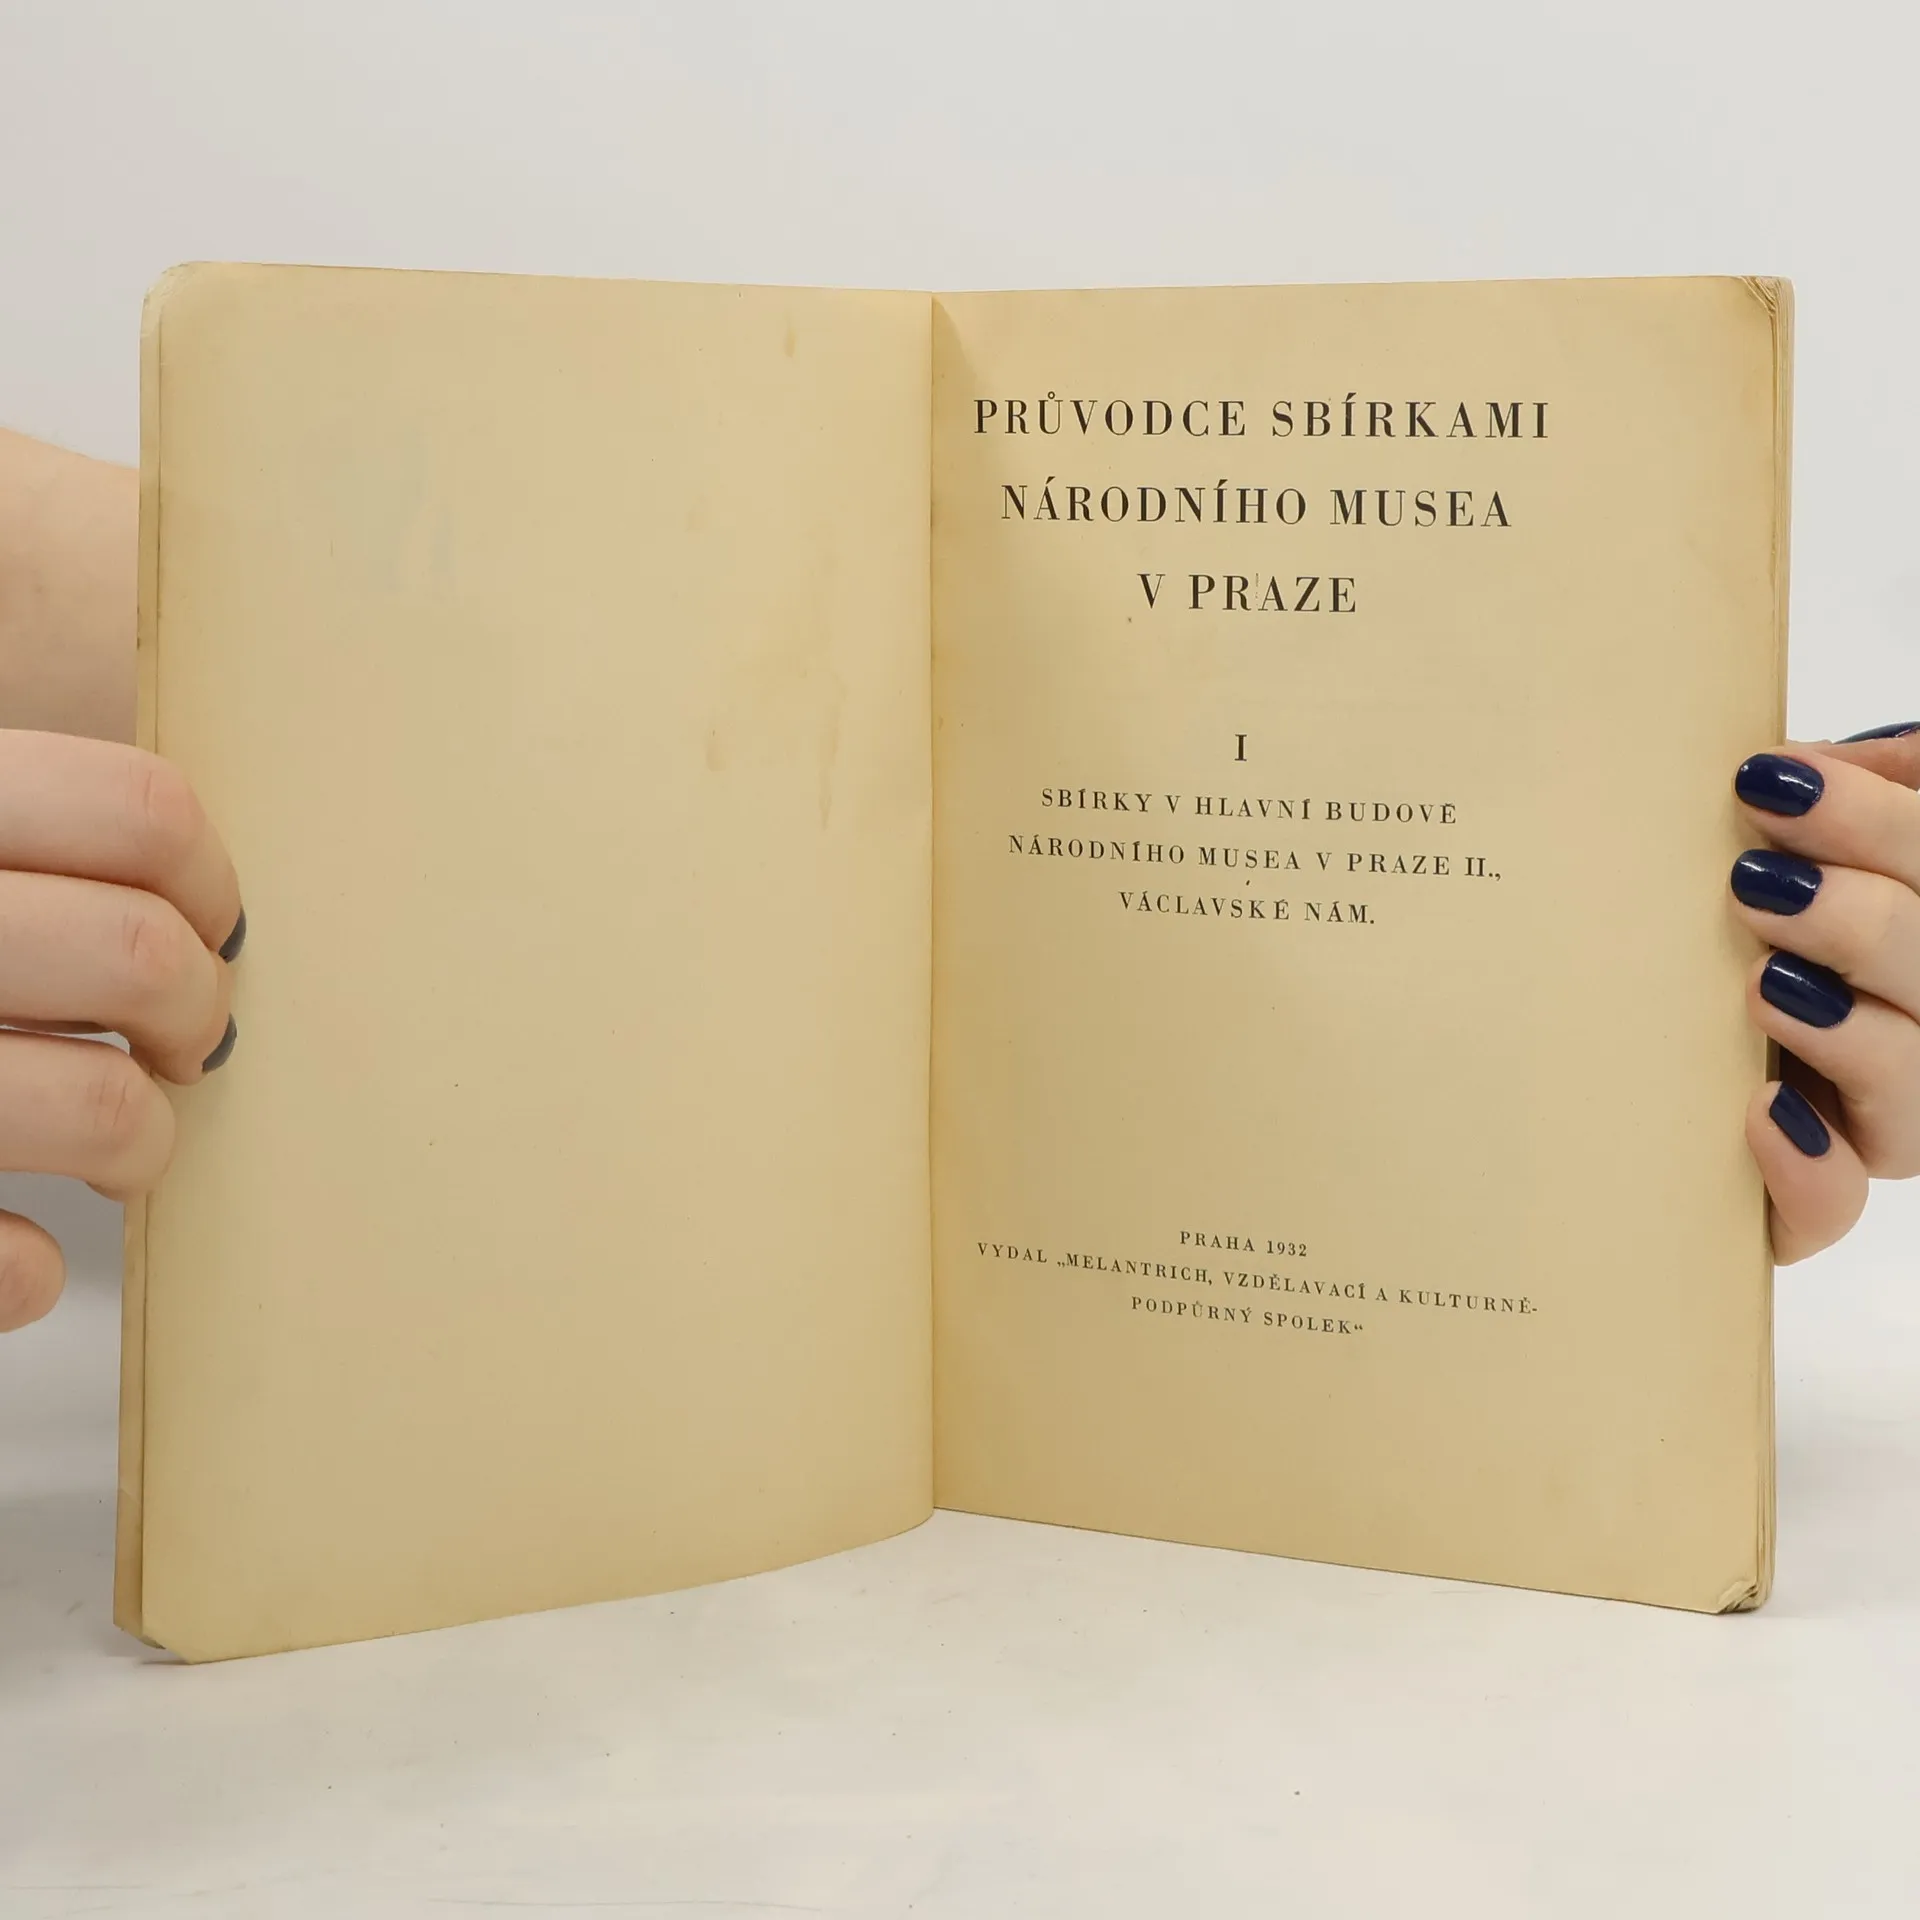 PRŮVODCE SBÍRKAMI
NÁRODNÍHO MUSEA
V PRAZE
I
SBÍRKY V HLAVNÍ BUDOVĚ
NÁRODNÍHO MUSEA V PRAZE II.,
VÁCLAVSKÉ NÁM.
PRAHA 1932
VYDAL „MELANTRICH, VZDĚLAVACÍ A KULTURNĚ-
PODPŮRNÝ SPOLEK“